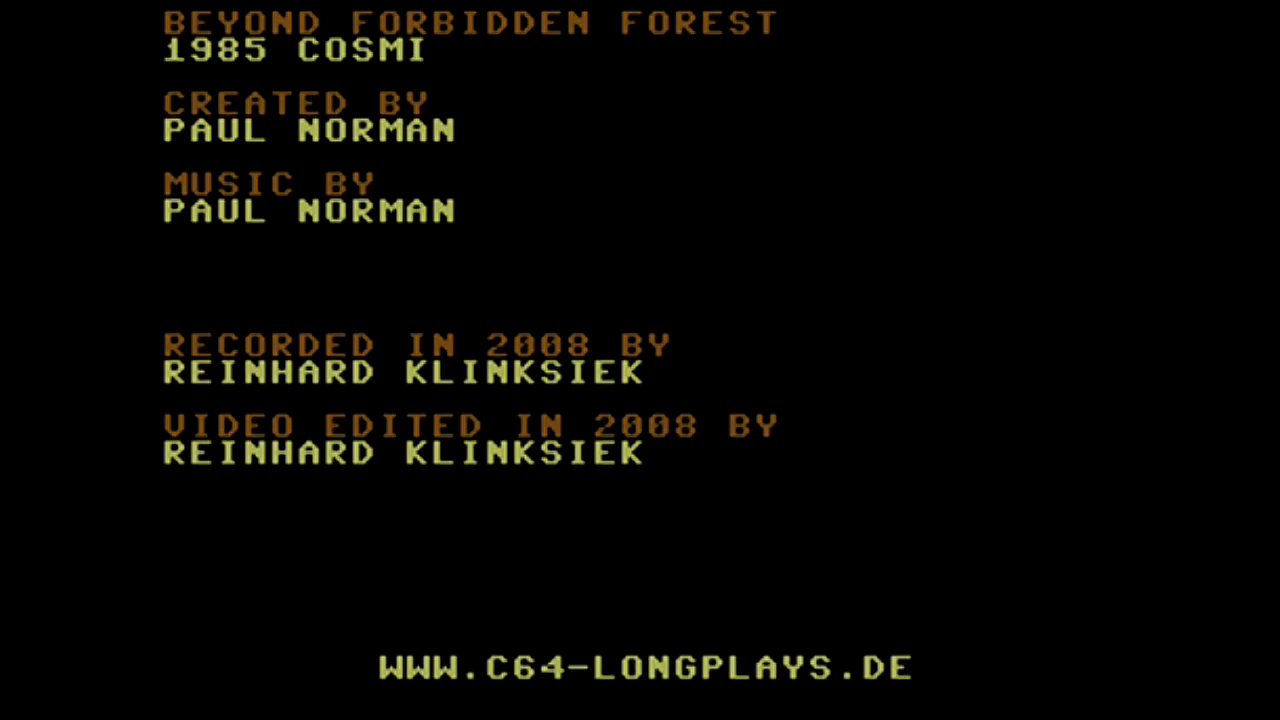 BEYOND FORBIDDEN FOREST
1985 COSMI
CREATED BY
PAUL NORMAN
MUSIC BY
PAUL NORMAN
RECORDED IN 2008 BY
REINHARD KLINKSIEK
VIDEO EDITED IN 2008 BY
REINHARD KLINKSIEK
WWW.C64-LONGPLAYS.DE